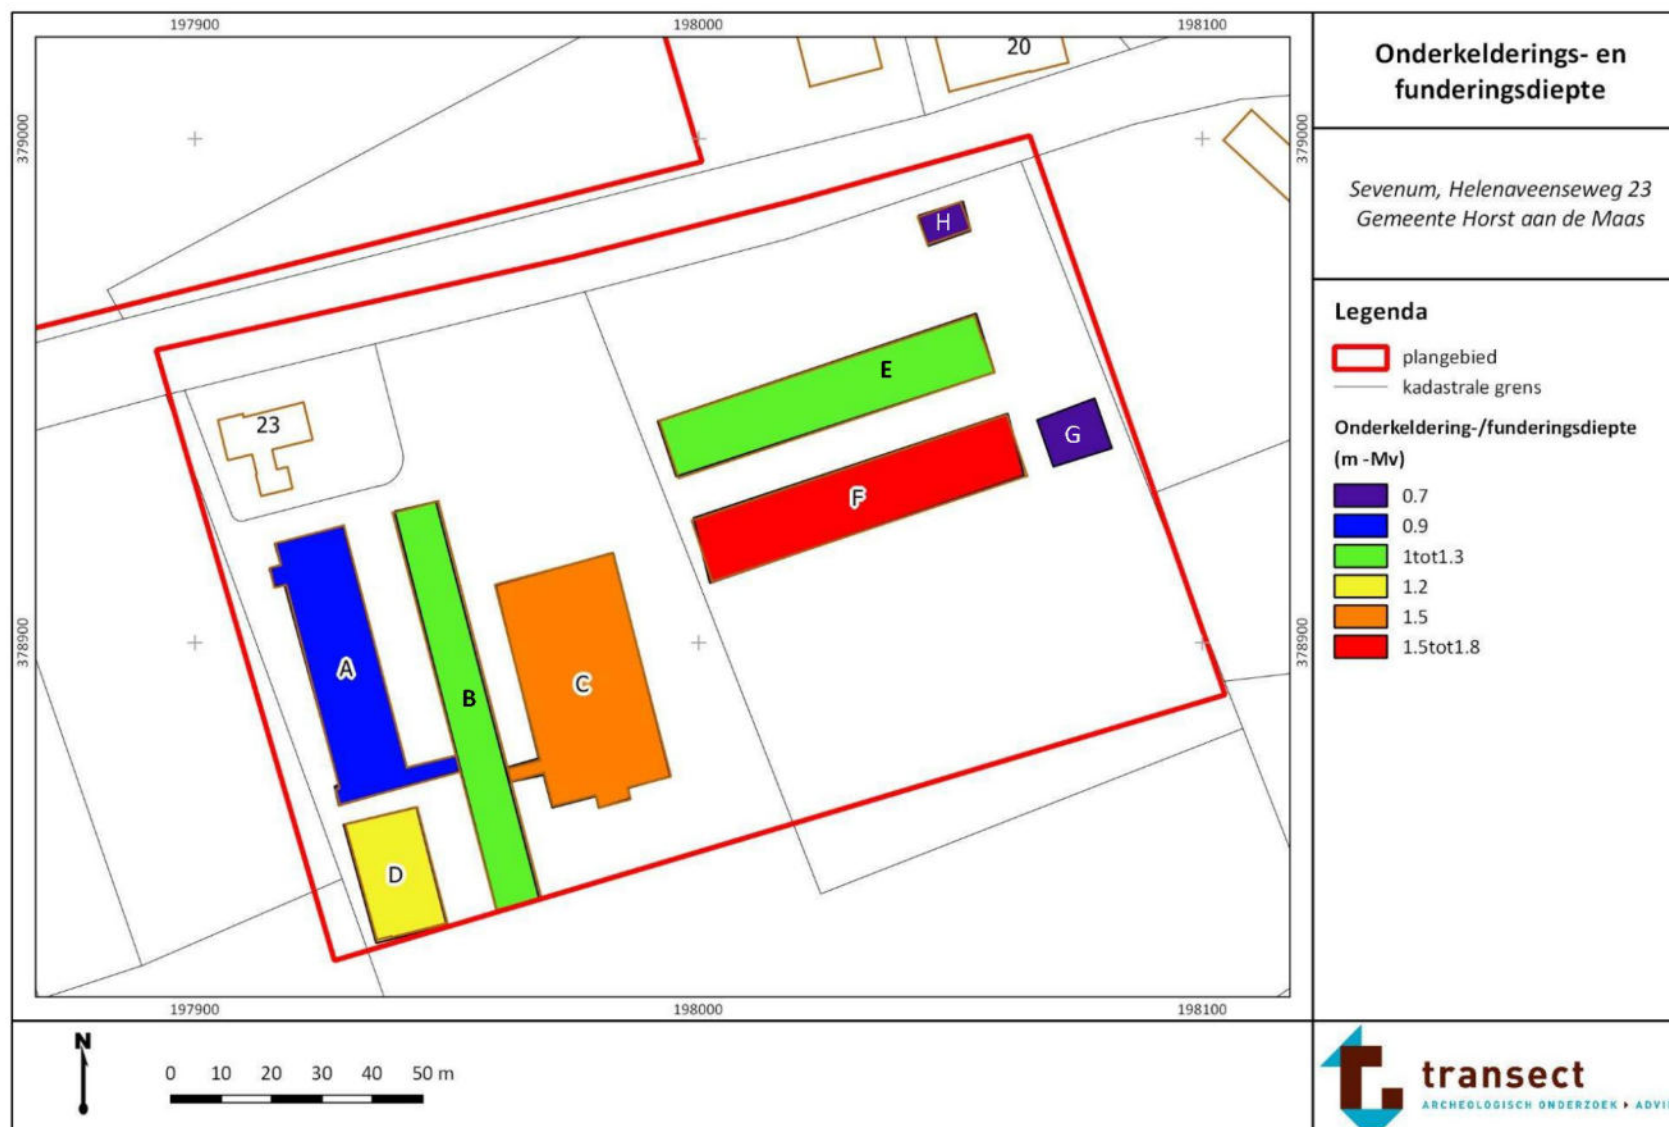 197900 198000 198100
379000 379000
20
H
E
23
G
F
378900 378900
A
C
B
D
197900 198000 198100
N
0 10 20 30 40 50 m
Onderkelderings- en
funderingsdiepte
Sevenum, Helenaveenseweg 23
Gemeente Horst aan de Maas
Legenda
plangebied
kadastrale grens
Onderkeldering-/funderingsdiepte
(m -Mv)
0.7
0.9
1tot1.3
1.2
1.5
1.5tot1.8
transect
ARCHEOLOGISCH ONDERZOEK ADVI